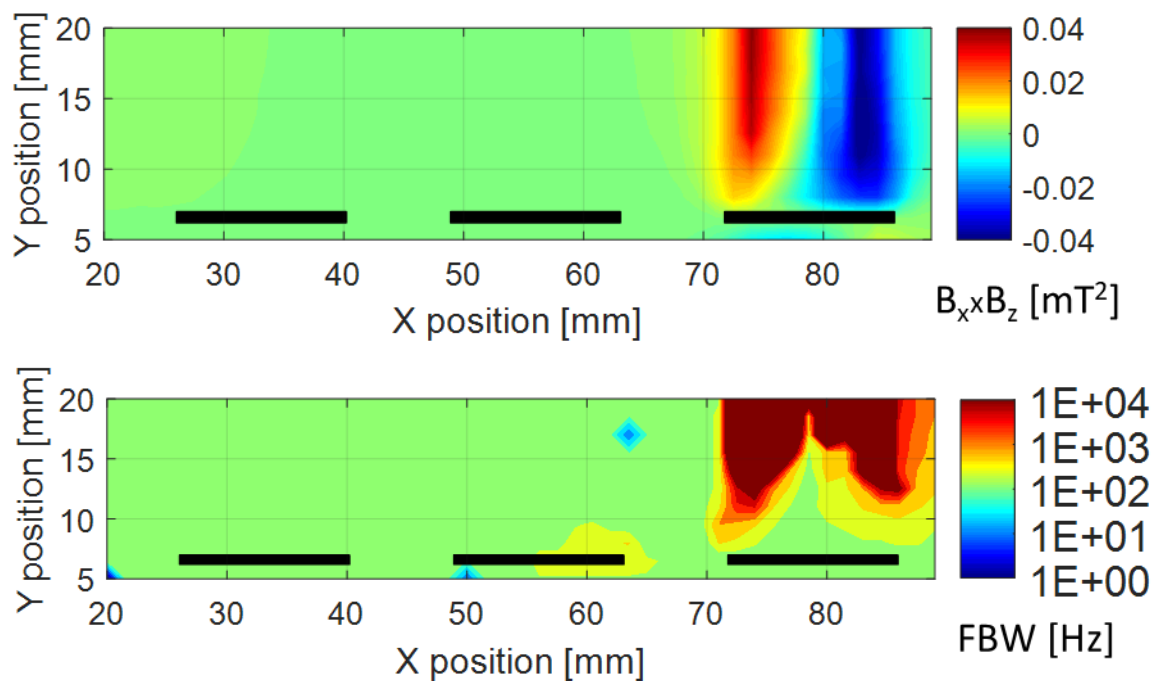 20
15
10
5
Y position [mm]
20 30 40 50 60 70 80
X position [mm]
0.04
0.02
0
-0.02
-0.04
BₓxB_z [mT²]
20
15
10
5
Y position [mm]
20 30 40 50 60 70 80
X position [mm]
1E+04
1E+03
1E+02
1E+01
1E+00
FBW [Hz]